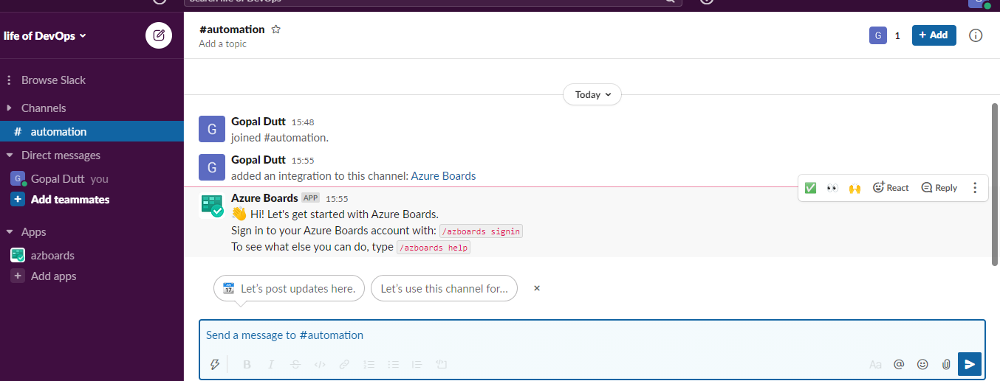 Search life of DevOps
life of DevOps
#automation
Add a topic
G 1 + Add
Browse Slack
Channels
# automation
Direct messages
G Gopal Dutt you
+ Add teammates
Apps
azboards
+ Add apps
Today
G Gopal Dutt 15:48
joined #automation.
G Gopal Dutt 15:55
added an integration to this channel: Azure Boards
React Reply
Azure Boards APP 15:55
Hi! Let's get started with Azure Boards.
Sign in to your Azure Boards account with: /azboards signin
To see what else you can do, type /azboards help
17 Let's post updates here. Let's use this channel for... ×
Send a message to #automation
B I S </> Aa @